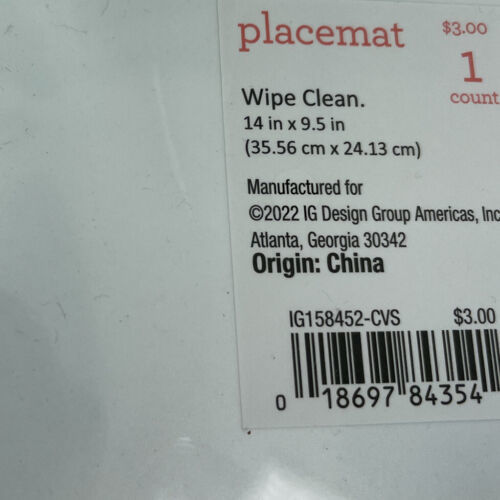 placemat $3.00
1
count
Wipe Clean.
14 in x 9.5 in
(35.56 cm x 24.13 cm)
Manufactured for
©2022 IG Design Group Americas, Inc
Atlanta, Georgia 30342
Origin: China
IG158452-CVS $3.00
0 18697 84354